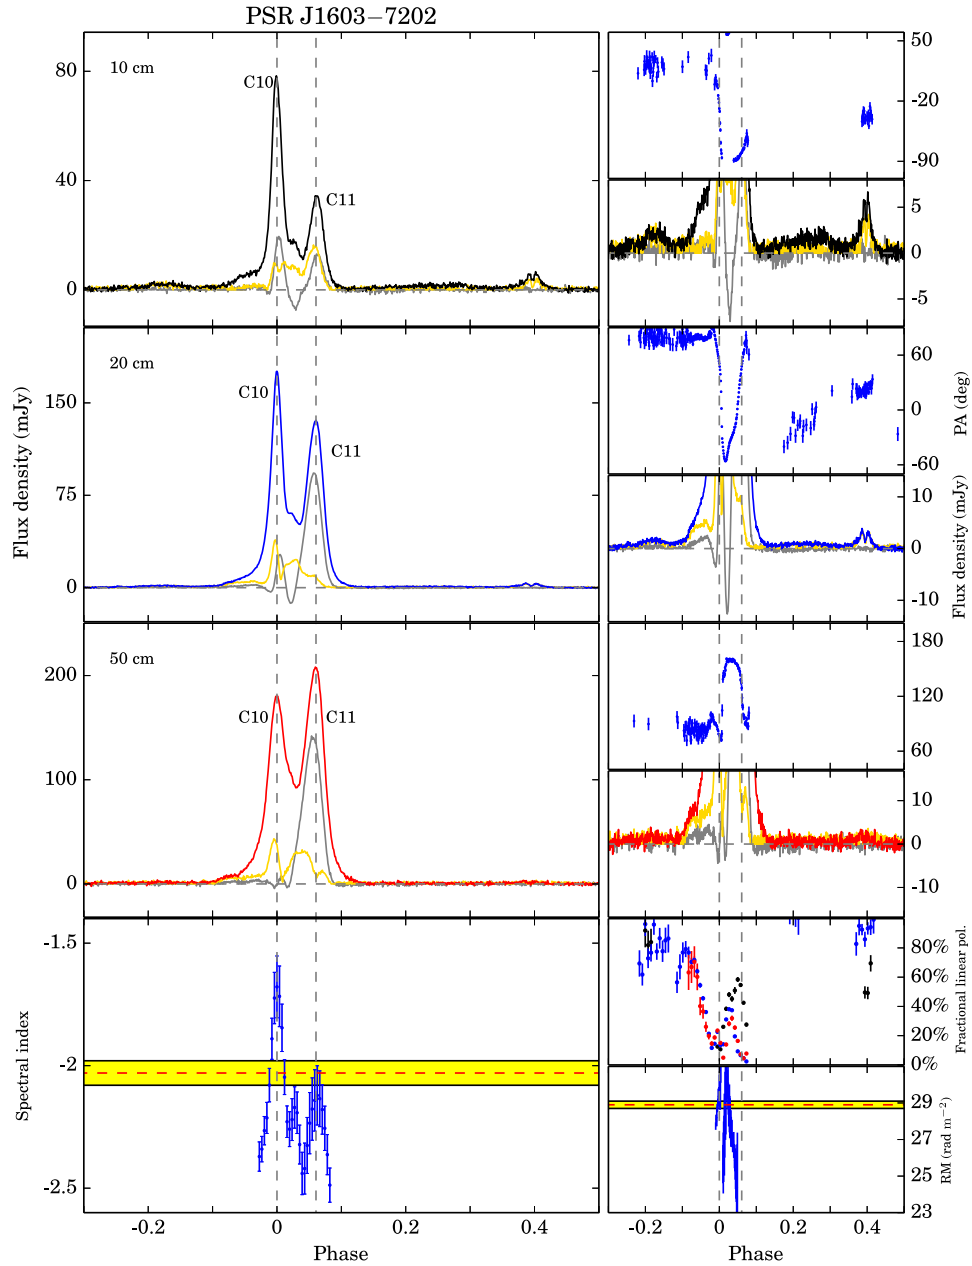 PSR J1603−7202
10 cm
C10
C11
80
40
0
20 cm
C10
C11
150
75
0
Flux density (mJy)
50 cm
C10
C11
200
100
0
-1.5
-2
-2.5
Spectral index
-0.2
0
0.2
0.4
Phase
50
-20
-90
5
0
-5
60
0
-60
PA (deg)
10
0
-10
Flux density (mJy)
180
120
60
10
0
-10
80%
60%
40%
20%
0%
Fractional linear pol.
29
27
25
23
RM (rad m−2)
-0.2
0
0.2
0.4
Phase